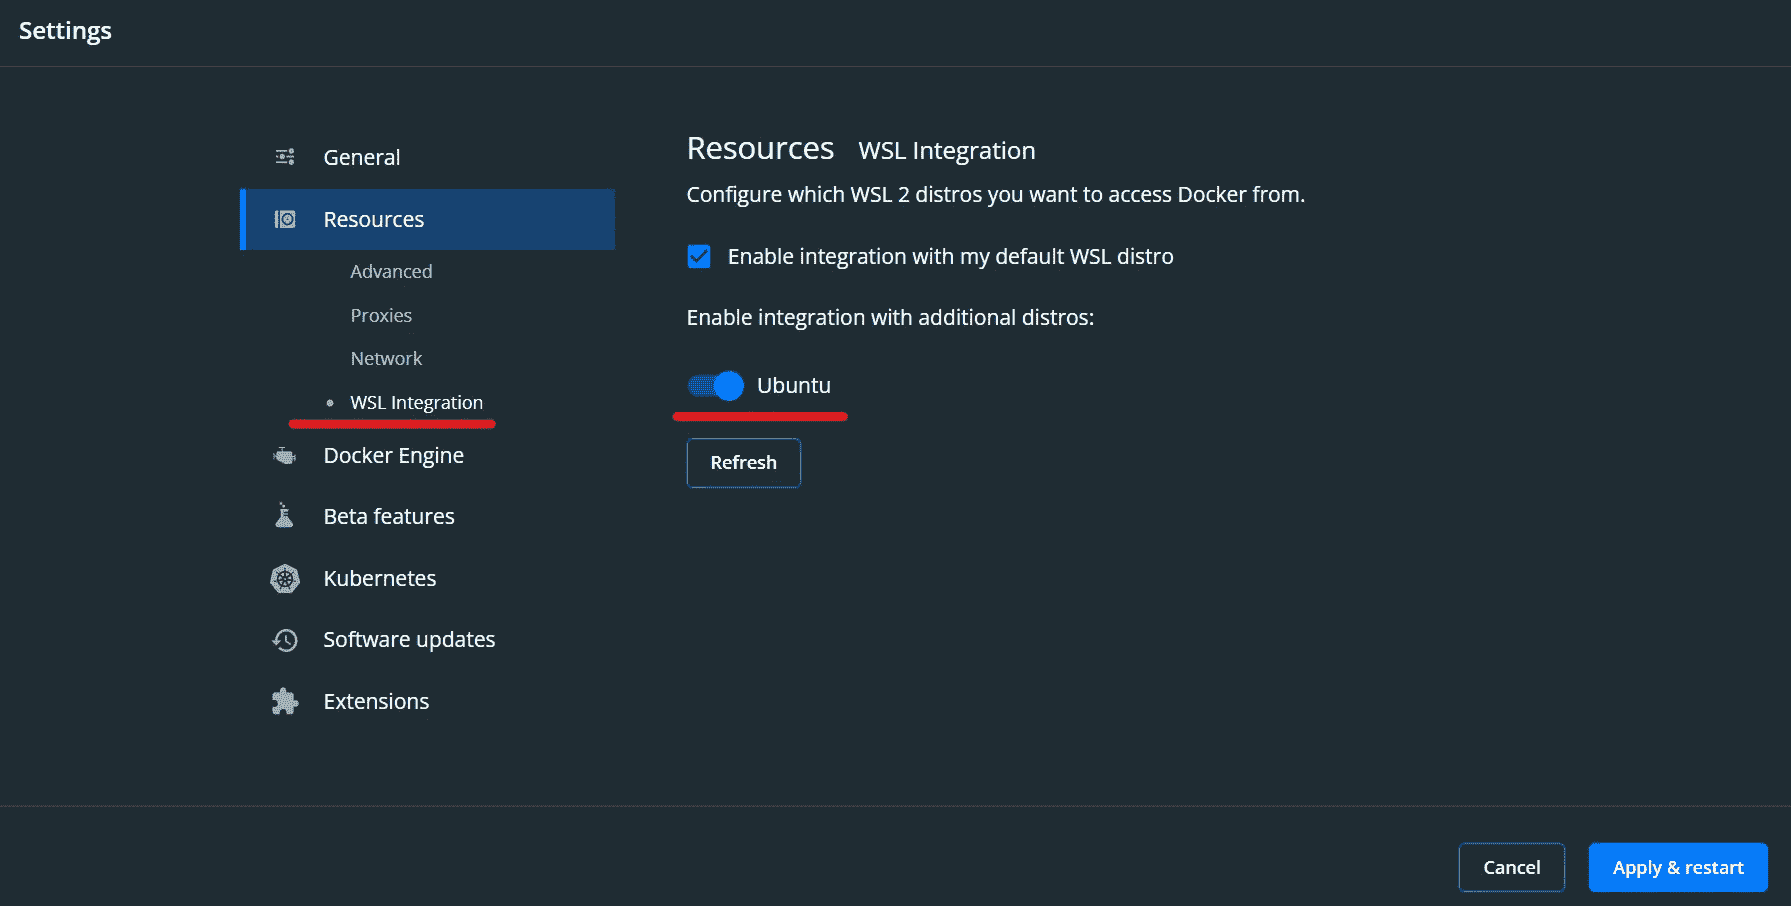 Settings
General
Resources
Advanced
Proxies
Network
WSL Integration
Docker Engine
Beta features
Kubernetes
Software updates
Extensions
Resources WSL Integration
Configure which WSL 2 distros you want to access Docker from.
Enable integration with my default WSL distro
Enable integration with additional distros:
Ubuntu
Refresh
Cancel
Apply & restart